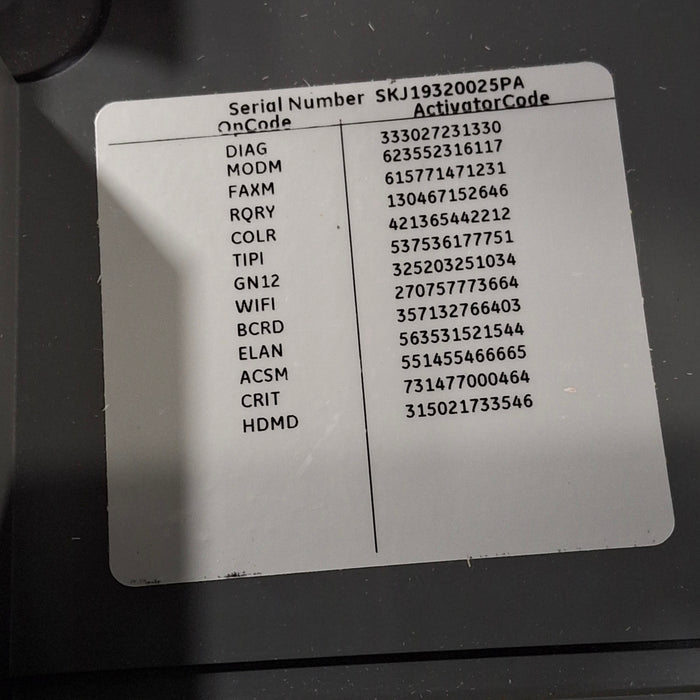 Serial Number SKJ19320025PA
OpCode ActivatorCode
DIAG 333027231330
MODM 623552316117
FAXM 615771471231
RQRY 130467152646
COLR 421365442212
TIPI 537536177751
GN12 325203251034
WIFI 270757773664
BCRD 357132766403
ELAN 563531521544
ACSM 551455466665
CRIT 731477000464
HDMD 315021733546